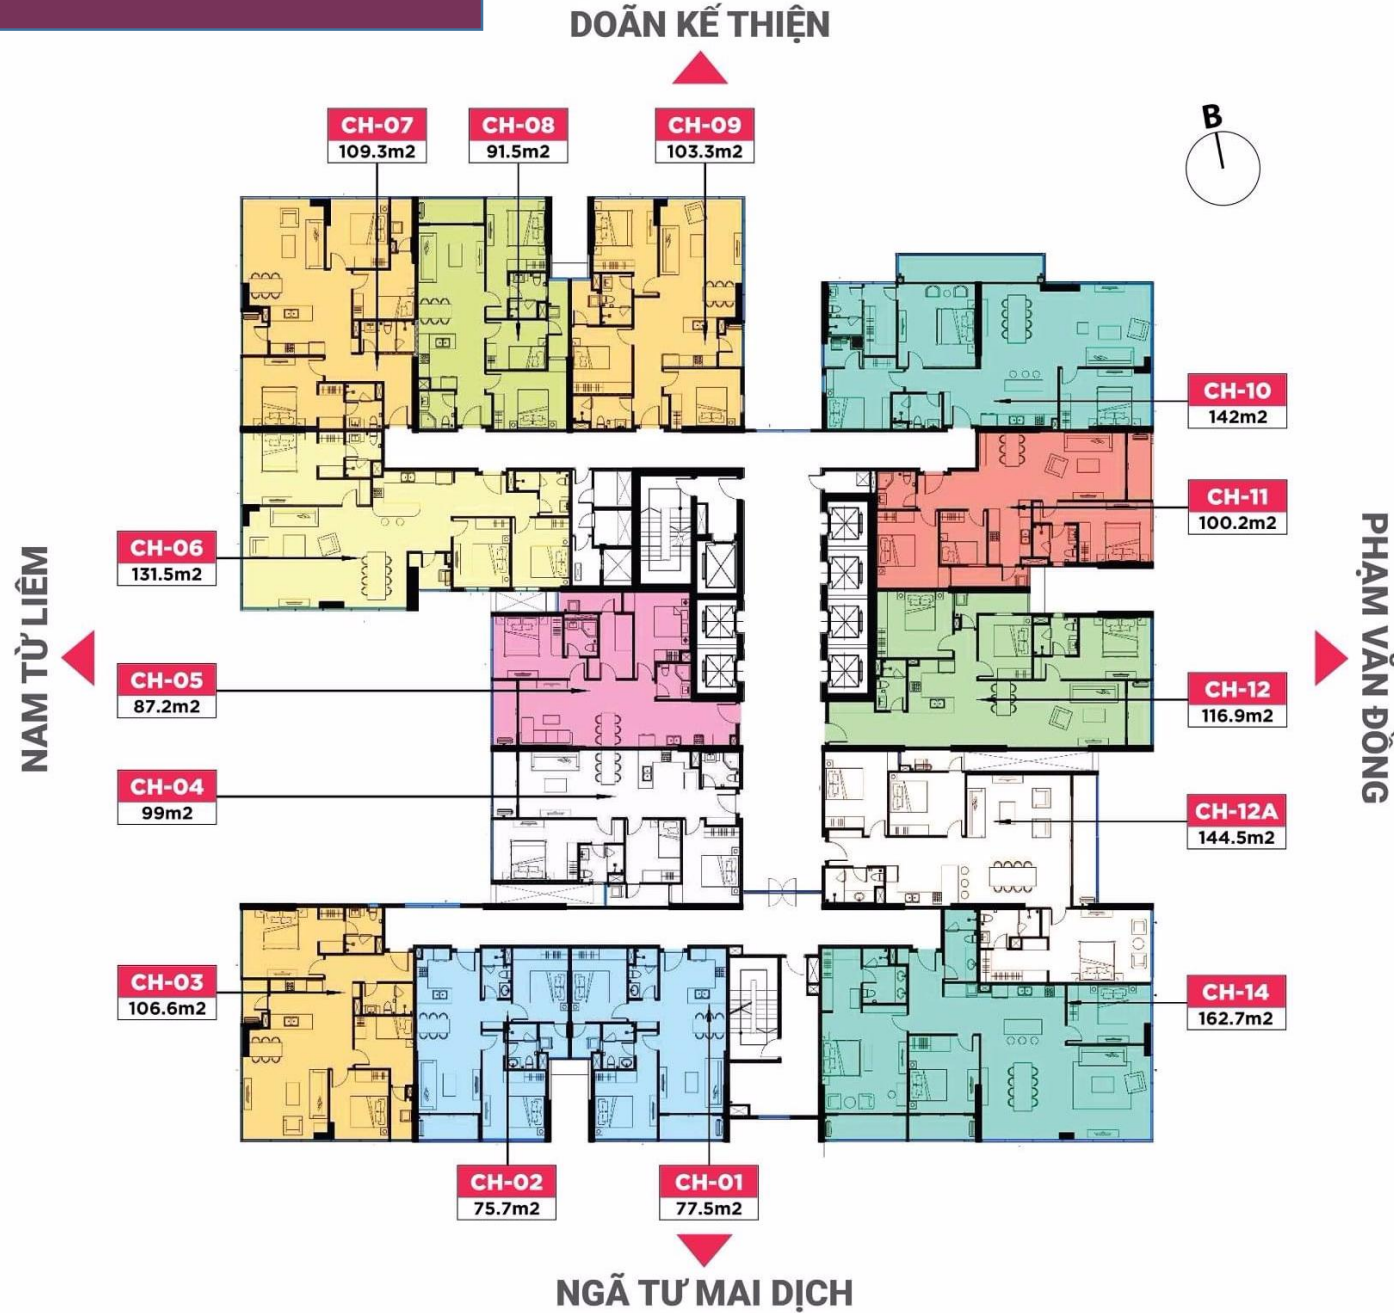 DOÃN KẾ THIỆN
B
CH-07
109.3m2
CH-08
91.5m2
CH-09
103.3m2
CH-10
142m2
CH-11
100.2m2
CH-06
131.5m2
NAM TỪ LIÊM
PHẠM VĂN ĐỒNG
CH-05
87.2m2
CH-12
116.9m2
CH-04
99m2
CH-12A
144.5m2
CH-03
106.6m2
CH-14
162.7m2
CH-02
75.7m2
CH-01
77.5m2
NGÃ TƯ MAI DỊCH